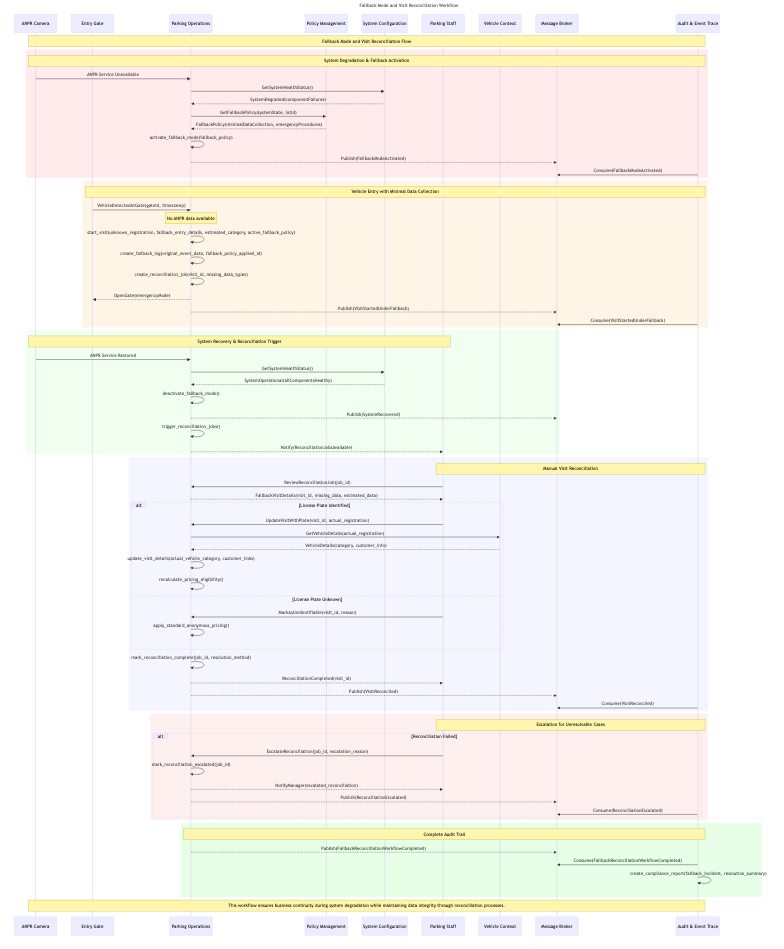 Fallback Mode and Visit Reconciliation Workflow
ANPR Camera
Entry Gate
Parking Operations
Policy Management
System Configuration
Parking Staff
Vehicle Context
Message Broker
Audit & Event Trace
Fallback Mode and Visit Reconciliation Flow
System Degradation & Fallback Activation
ANPR Service Unavailable
GetSystemHealthStatus()
SystemDegraded(componentFailures)
GetFallbackPolicy(systemState, lotId)
FallbackPolicy(minimalDataCollection, emergencyProcedures)
activate_fallback_mode(fallback_policy)
Publish(FallbackModeActivated)
Consume(FallbackModeActivated)
Vehicle Entry with Minimal Data Collection
VehicleDetectedAtGate(gateId, timestamp)
No ANPR data available
start_visit(unknown_registration, fallback_entry_details, estimated_category, active_fallback_policy)
create_fallback_log(original_event_data, fallback_policy_applied_id)
create_reconciliation_job(visit_id, missing_data_types)
OpenGate(emergencyMode)
Publish(VisitStartedUnderFallback)
Consume(VisitStartedUnderFallback)
System Recovery & Reconciliation Trigger
ANPR Service Restored
GetSystemHealthStatus()
SystemOperational(allComponentsHealthy)
deactivate_fallback_mode()
Publish(SystemRecovered)
trigger_reconciliation_jobs()
Notify(ReconciliationJobsAvailable)
Manual Visit Reconciliation
ReviewReconciliationJob(job_id)
FallbackVisitDetails(visit_id, missing_data, estimated_data)
alt
[License Plate Identified]
UpdateVisitWithPlate(visit_id, actual_registration)
GetVehicleDetails(actual_registration)
VehicleDetails(category, customer_info)
update_visit_details(actual_vehicle_category, customer_links)
recalculate_pricing_eligibility()
[License Plate Unknown]
MarkAsUnidentifiable(visit_id, reason)
apply_standard_anonymous_pricing()
mark_reconciliation_complete(job_id, resolution_method)
ReconciliationCompleted(visit_id)
Publish(VisitReconciled)
Consume(VisitReconciled)
Escalation for Unresolvable Cases
alt
[Reconciliation Failed]
EscalateReconciliation(job_id, escalation_reason)
mark_reconciliation_escalated(job_id)
NotifyManager(escalated_reconciliation)
Publish(ReconciliationEscalated)
Consume(ReconciliationEscalated)
Complete Audit Trail
Publish(FallbackReconciliationWorkflowCompleted)
Consume(FallbackReconciliationWorkflowCompleted)
create_compliance_report(fallback_incident, resolution_summary)
This workflow ensures business continuity during system degradation while maintaining data integrity through reconciliation processes.
ANPR Camera
Entry Gate
Parking Operations
Policy Management
System Configuration
Parking Staff
Vehicle Context
Message Broker
Audit & Event Trace